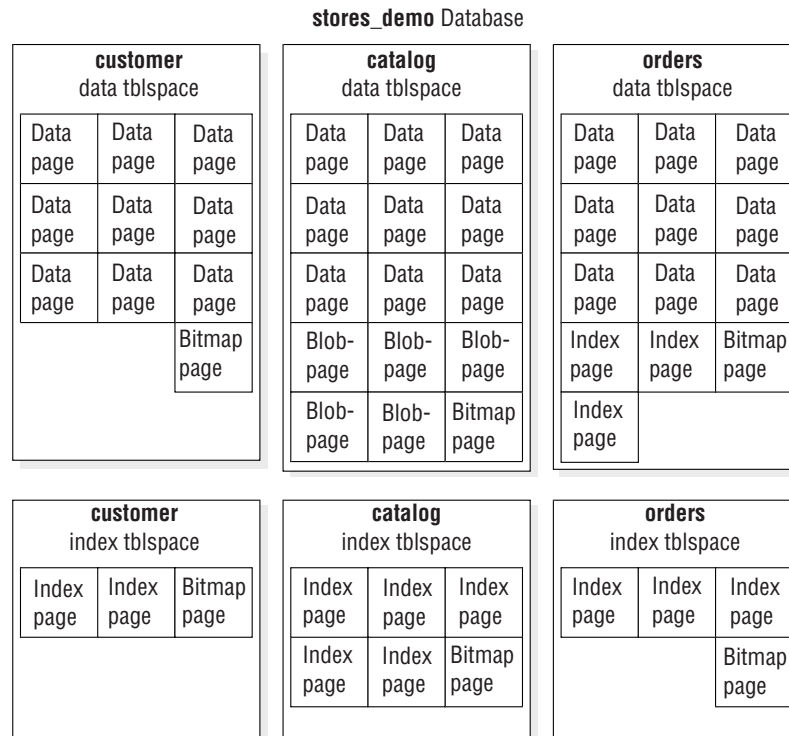 stores_demo Database
customer
data tblspace
Data page Data page Data page
Data page Data page Data page
Data page Data page Data page
Bitmap page
catalog
data tblspace
Data page Data page Data page
Data page Data page Data page
Data page Data page Data page
Blob- page Blob- page Blob- page
Blob- page Blob- page Bitmap page
orders
data tblspace
Data page Data page Data page
Data page Data page Data page
Data page Data page Data page
Index page Index page Bitmap page
Index page
customer
index tblspace
Index page Index page Bitmap page
catalog
index tblspace
Index page Index page Index page
Index page Index page Bitmap page
orders
index tblspace
Index page Index page Index page
Bitmap page